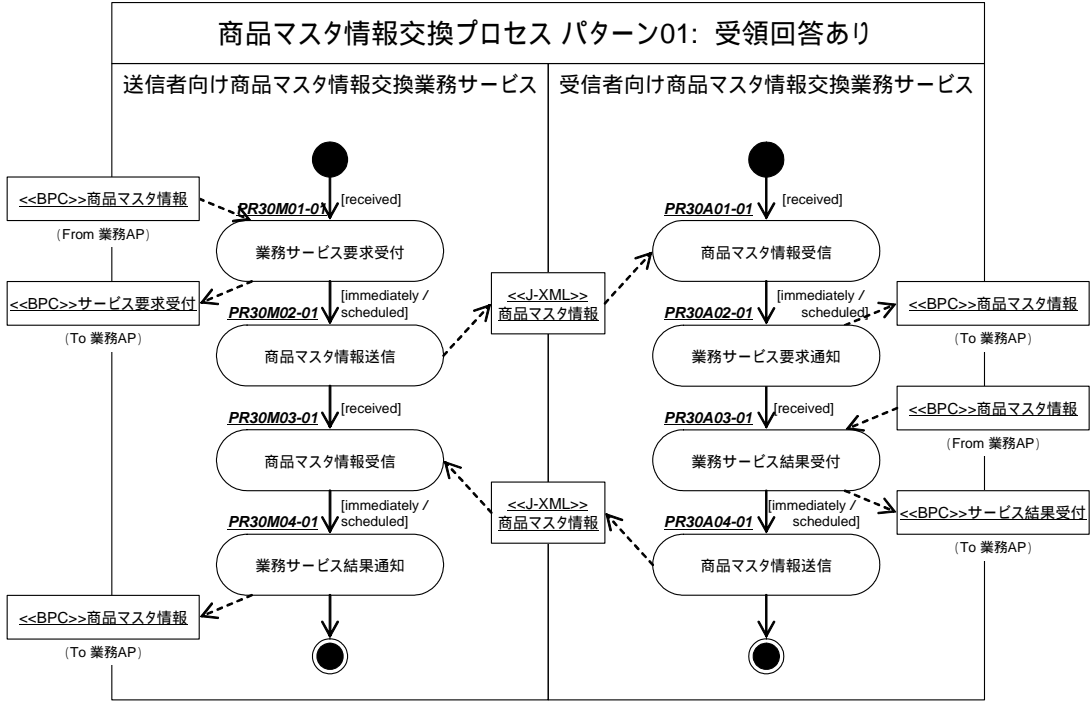 商品マスタ情報交換プロセス パターン01: 受領回答あり
送信者向け商品マスタ情報交換業務サービス
受信者向け商品マスタ情報交換業務サービス
<<BPC>>商品マスタ情報
(From 業務AP)
[received]
PR30M01-01
業務サービス要求受付
<<BPC>>サービス要求受付
(To 業務AP)
[immediately /
scheduled]
PR30M02-01
商品マスタ情報送信
[received]
PR30M03-01
商品マスタ情報受信
[immediately /
scheduled]
PR30M04-01
業務サービス結果通知
<<BPC>>商品マスタ情報
(To 業務AP)
<<J-XML>>
商品マスタ情報
<<J-XML>>
商品マスタ情報
[received]
PR30A01-01
商品マスタ情報受信
[immediately /
scheduled]
PR30A02-01
業務サービス要求通知
<<BPC>>商品マスタ情報
(To 業務AP)
[received]
PR30A03-01
業務サービス結果受付
<<BPC>>商品マスタ情報
(From 業務AP)
[immediately /
scheduled]
PR30A04-01
商品マスタ情報送信
<<BPC>>サービス結果受付
(To 業務AP)